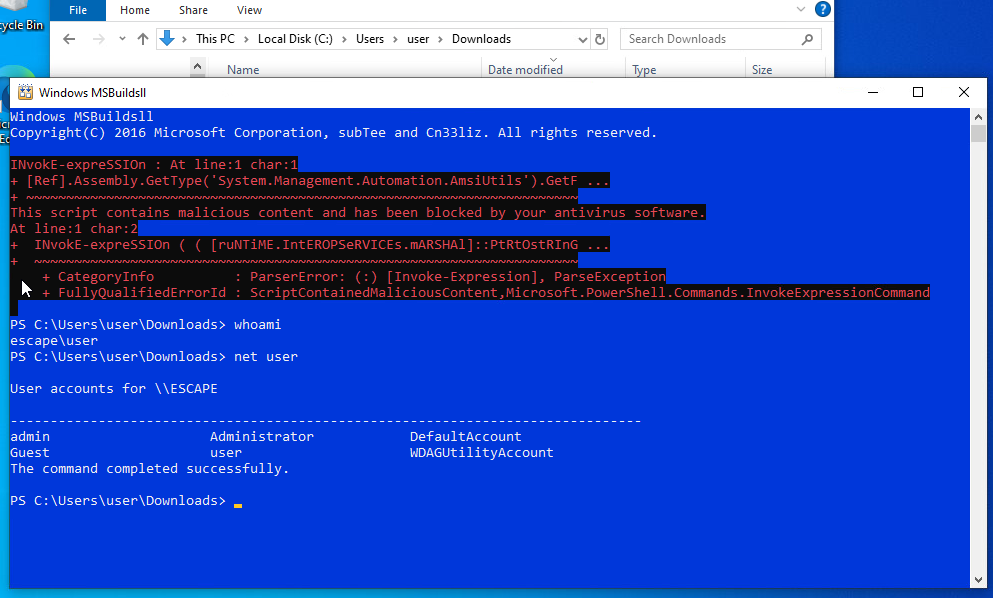 File Home Share View
cycle Bin
This PC > Local Disk (C:) > Users > user > Downloads
Search Downloads
Name Date modified Type Size
Windows MSBuildsll
Windows MSBuildsll
Copyright(C) 2016 Microsoft Corporation, subTee and Cn33liz. All rights reserved.
INvokE-expreSSIOn : At line:1 char:1
+ [Ref].Assembly.GetType('System.Management.Automation.AmsiUtils').GetF ...
+ ~~~~~~~~~~~~~~~~~~~~~~~~~~~~~~~~~~~~~~~~~~~~~~~~~~~~~~~~~~~~~~~~~~~~~
This script contains malicious content and has been blocked by your antivirus software.
At line:1 char:2
+  INvokE-expreSSIOn ( ( [ruNTiME.IntEROPSeRVICEs.mARSHAl]::PtRtOstRInG ...
+  ~~~~~~~~~~~~~~~~~~~~~~~~~~~~~~~~~~~~~~~~~~~~~~~~~~~~~~~~~~~~~~~~~~~~
    + CategoryInfo          : ParserError: (:) [Invoke-Expression], ParseException
    + FullyQualifiedErrorId : ScriptContainedMaliciousContent,Microsoft.PowerShell.Commands.InvokeExpressionCommand
PS C:\Users\user\Downloads> whoami
escape\user
PS C:\Users\user\Downloads> net user
User accounts for \\ESCAPE
-------------------------------------------------------------------------------
admin                    Administrator            DefaultAccount
Guest                    user                     WDAGUtilityAccount
The command completed successfully.
PS C:\Users\user\Downloads>